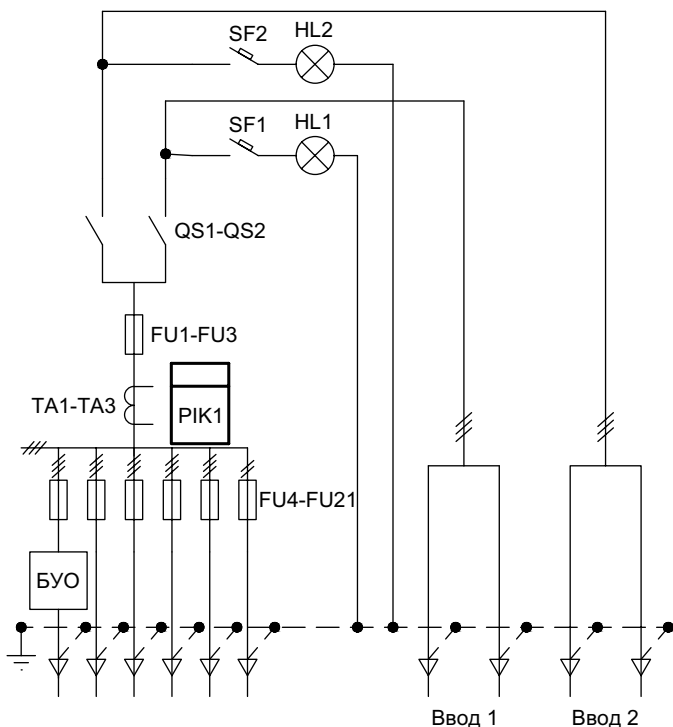 SF2
HL2
SF1
HL1
QS1-QS2
FU1-FU3
TA1-TA3
PIK1
FU4-FU21
БУО
Ввод 1
Ввод 2